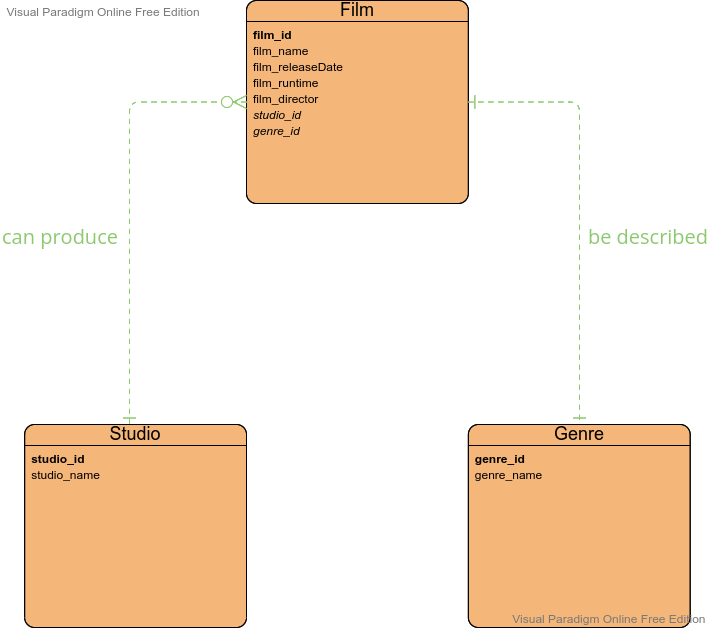 Visual Paradigm Online Free Edition
Film
film_id
film_name
film_releaseDate
film_runtime
film_director
studio_id
genre_id
can produce
be described
Studio
studio_id
studio_name
Genre
genre_id
genre_name
Visual Paradigm Online Free Edition